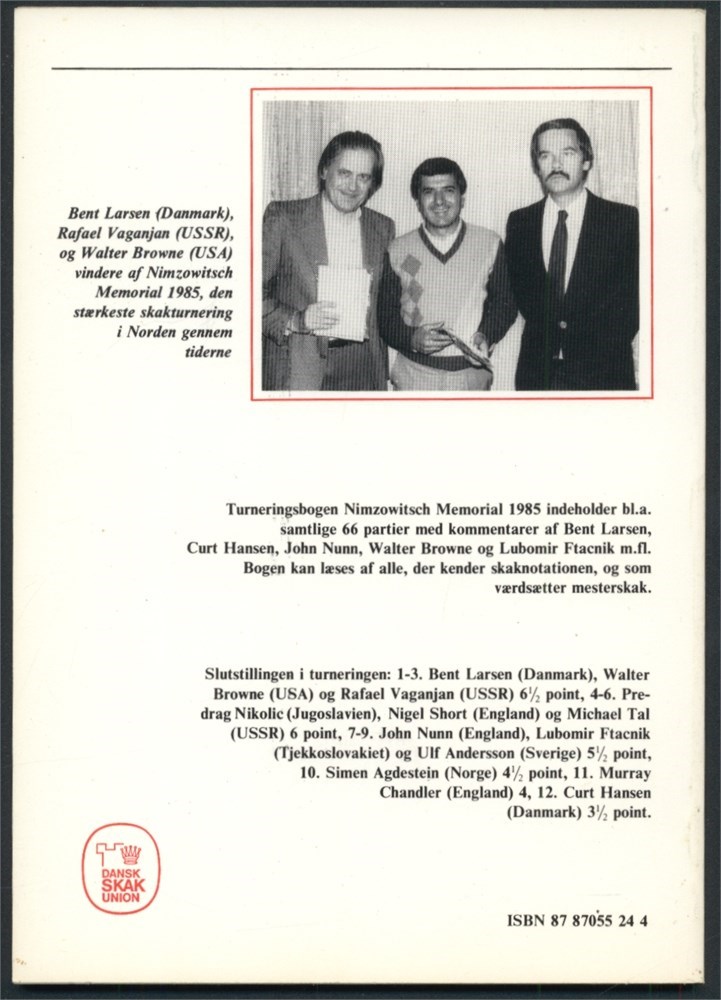 Bent Larsen (Danmark),
Rafael Vaganjan (USSR),
og Walter Browne (USA)
vindere af Nimzowitsch
Memorial 1985, den
stærkeste skakturnering
i Norden gennem
tiderne
Turneringsbogen Nimzowitsch Memorial 1985 indeholder bl.a.
samtlige 66 partier med kommentarer af Bent Larsen,
Curt Hansen, John Nunn, Walter Browne og Lubomir Ftacnik m.fl.
Bogen kan læses af alle, der kender skaknotationen, og som
værdsætter mesterskak.
Slutstillingen i turneringen: 1-3. Bent Larsen (Danmark), Walter
Browne (USA) og Rafael Vaganjan (USSR) 6½ point, 4-6. Pre-
drag Nikolic (Jugoslavien), Nigel Short (England) og Michael Tal
(USSR) 6 point, 7-9. John Nunn (England), Lubomir Ftacnik
(Tjekkoslovakiet) og Ulf Andersson (Sverige) 5½ point,
10. Simen Agdestein (Norge) 4½ point, 11. Murray
Chandler (England) 4, 12. Curt Hansen
(Danmark) 3½ point.
DANSK
SKAK
UNION
ISBN 87 87055 24 4